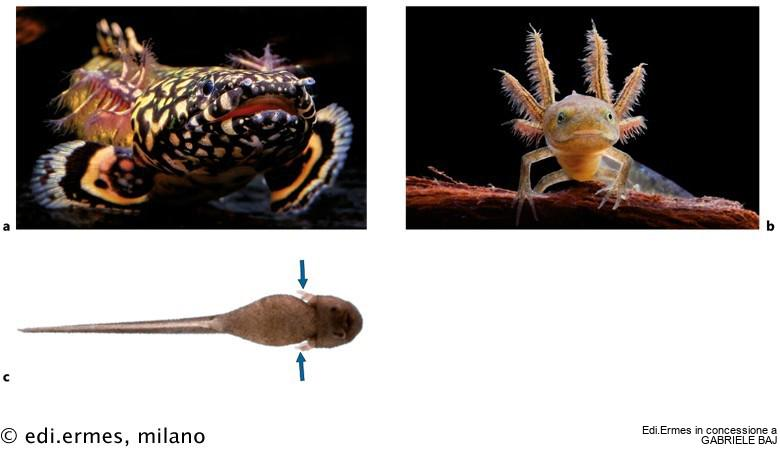 a
b
c
© edi.ermes, milano
Edi.Ermes in concessione a
GABRIELE BAJ